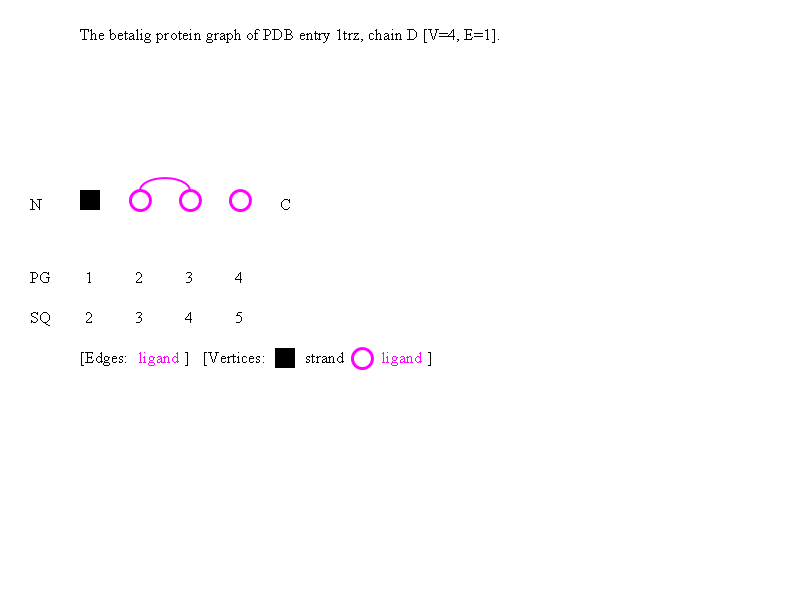 The betalig protein graph of PDB entry 1trz, chain D [V=4, E=1].
N C
PG 1 2 3 4
SQ 2 3 4 5
[Edges: ligand ] [Vertices: strand ligand ]